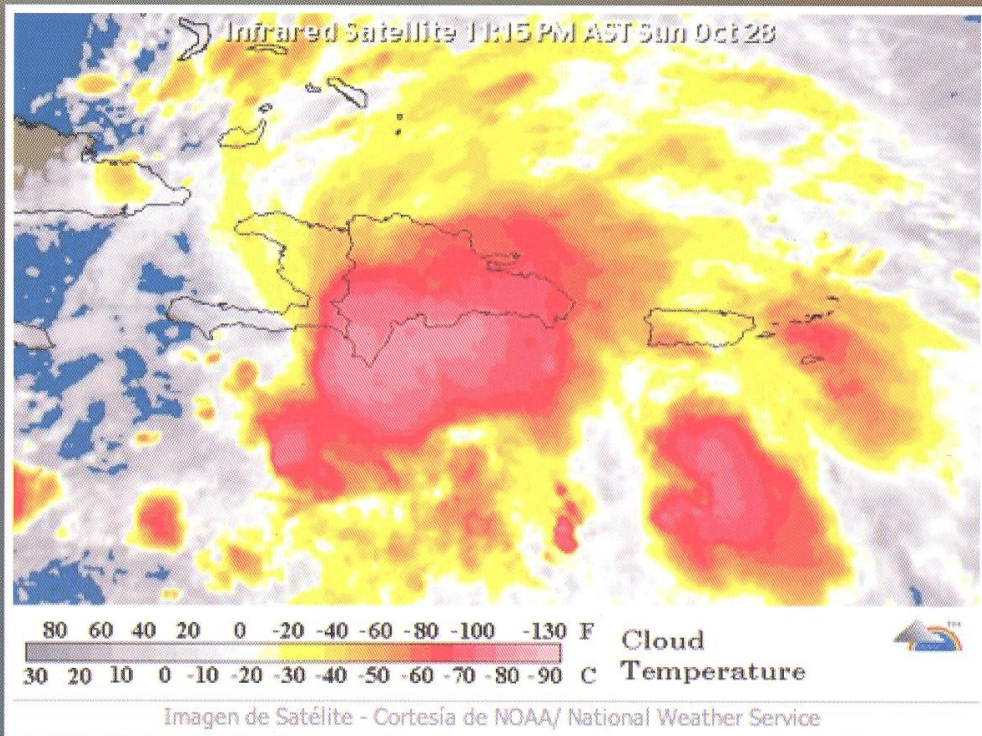 Infrared Satellite 11:15 PM AST Sun Oct 28
80 60 40 20 0 -20 -40 -60 -80 -100 -130 F
30 20 10 0 -10 -20 -30 -40 -50 -60 -70 -80 -90 C
Cloud
Temperature
TM
Imagen de Satélite - Cortesía de NOAA/ National Weather Service